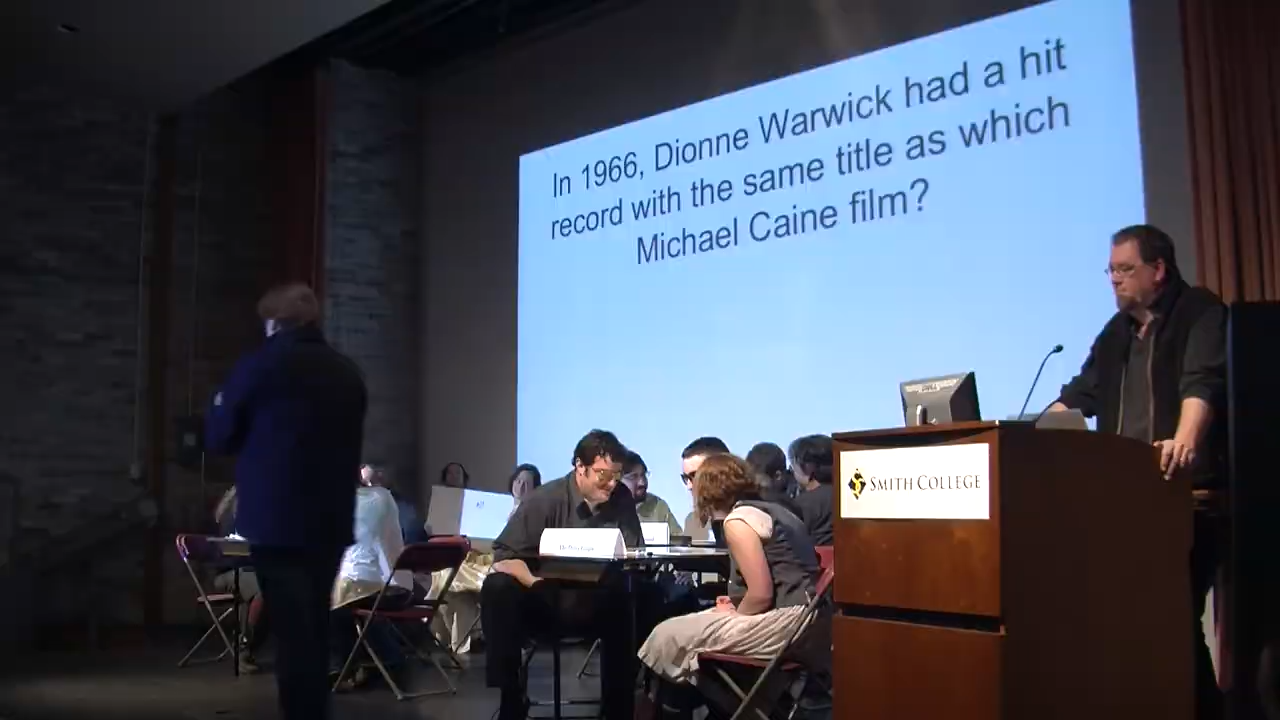 In 1966, Dionne Warwick had a hit
record with the same title as which
Michael Caine film?
SMITH COLLEGE